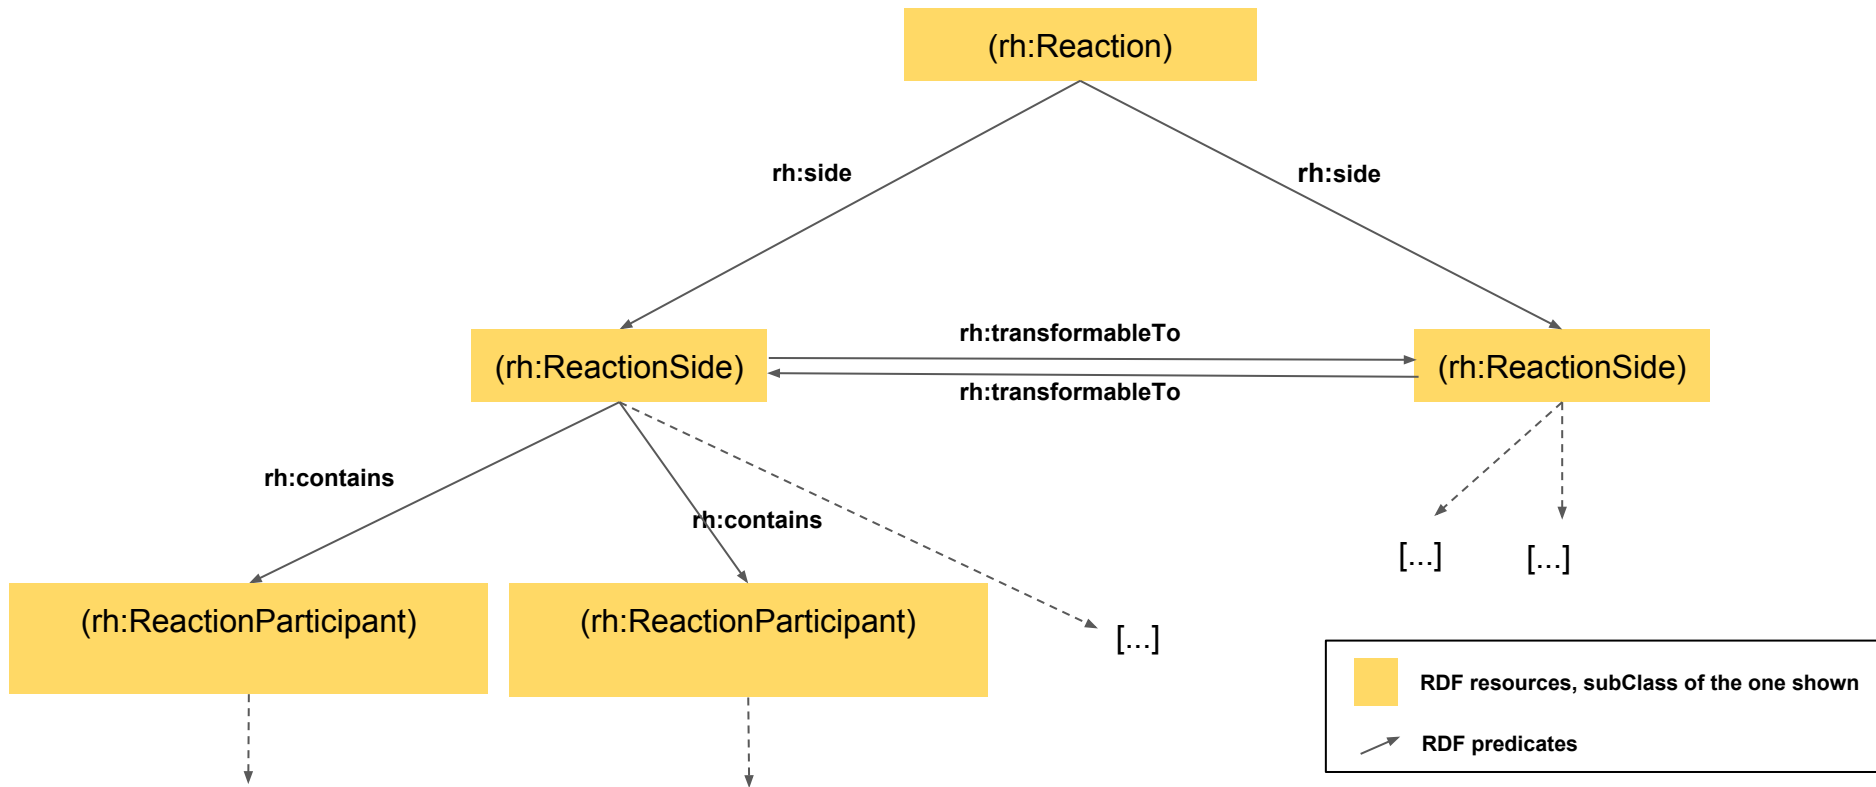 (rh:Reaction)
rh:side
rh:side
rh:transformableTo
(rh:ReactionSide)
(rh:ReactionSide)
rh:transformableTo
rh:contains
rh:contains
[...]
[...]
(rh:ReactionParticipant)
(rh:ReactionParticipant)
[...]
RDF resources, subClass of the one shown
RDF predicates